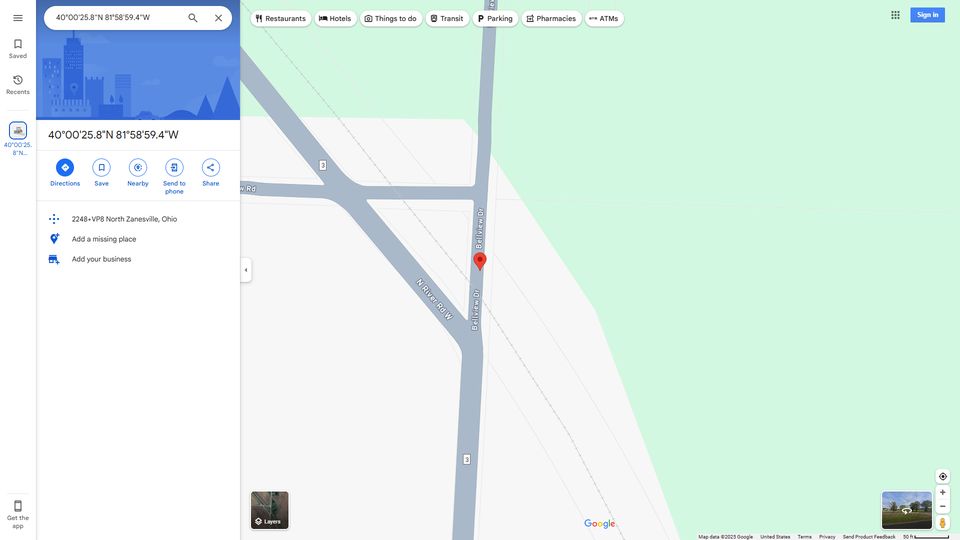 40°00'25.8"N 81°58'59.4"W
Restaurants
Hotels
Things to do
Transit
Parking
Pharmacies
ATMs
Sign in
Saved
Recents
40°00'25.
8"N...
40°00'25.8"N 81°58'59.4"W
Directions
Save
Nearby
Send to
phone
Share
2248+VP8 North Zanesville, Ohio
Add a missing place
Add your business
Get the
app
3
w Rd
Bellview Dr
N River Rd W
Bellview Dr
3
Layers
Google
Map data ©2025 Google
United States
Terms
Privacy
Send Product Feedback
50 ft